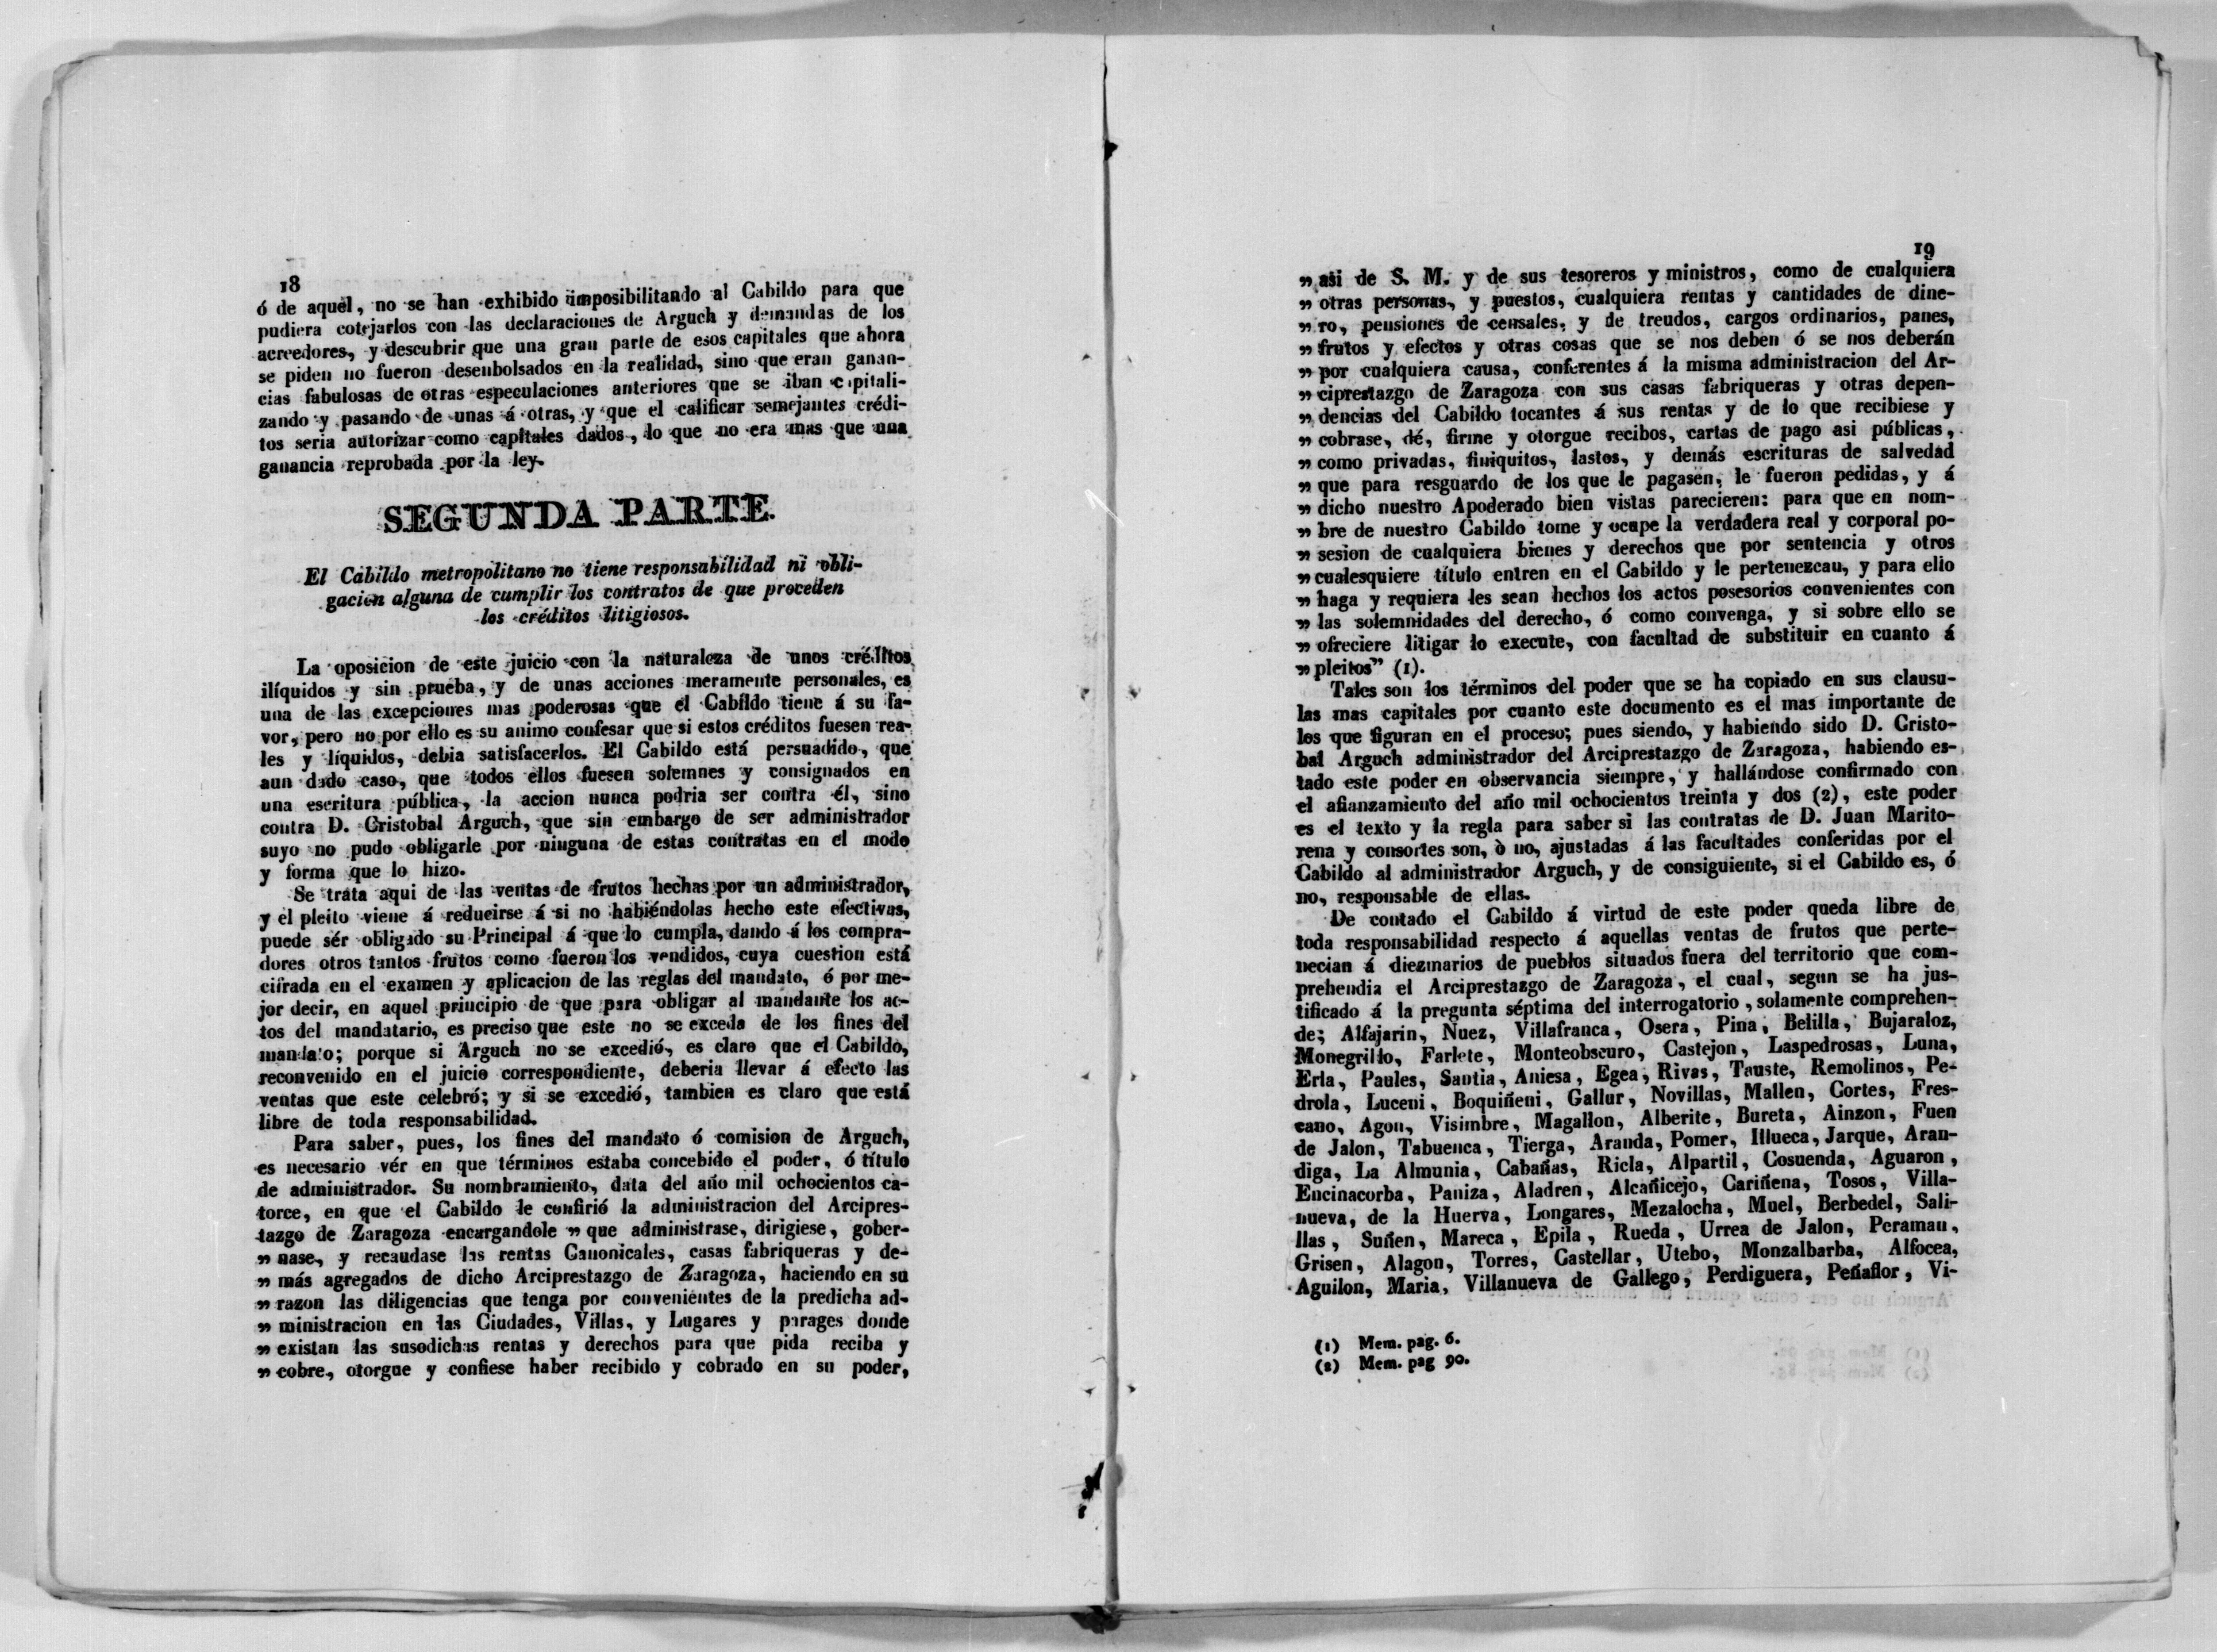 18
ó de aquel, no se han exhibido imposibilitando al Cabildo para que
pudiera cotejarlos con las declaraciones de Arguch y demandas de los
acreedores, y descubrir que una gran parte de esos capitales que ahora
se piden no fueron desenbolsados en la realidad, sino que eran ganan-
cias fabulosas de otras especulaciones anteriores que se iban capitali-
zando y pasando de unas á otras, y que el calificar semejantes crédi-
tos seria autorizar como capitales dados, lo que no era mas que una
ganancia reprobada por la ley.
SEGUNDA PARTE.
El Cabildo metropolitano no tiene responsabilidad ni obli-
gacion alguna de cumplir los contratos de que proceden
los créditos litigiosos.
La oposicion de este juicio con la naturaleza de unos créditos
ilíquidos y sin prueba, y de unas acciones meramente personales, es
una de las excepciones mas poderosas que el Cabildo tiene á su fa-
vor, pero no por ello es su animo confesar que si estos créditos fuesen rea-
les y líquidos, debia satisfacerlos. El Cabildo está persuadido, que
aun dado caso, que todos ellos fuesen solemnes y consignados en
una escritura pública, la accion nunca podria ser contra él, sino
contra D. Cristobal Arguch, que sin embargo de ser administrador
suyo no pudo obligarle por ninguna de estas contratas en el modo
y forma que lo hizo.
Se trata aqui de las ventas de frutos hechas por un administrador,
y el pleito viene á reducirse á si no habiéndolas hecho este efectivas,
puede sér obligado su Principal á que lo cumpla, dando á los compra-
dores otros tantos frutos como fueron los vendidos, cuya cuestion está
cifrada en el examen y aplicacion de las reglas del mandato, ó por me-
jor decir, en aquel principio de que para obligar al mandante los ac-
tos del mandatario, es preciso que este no se exceda de los fines del
mandato; porque si Arguch no se excedió, es claro que el Cabildo,
reconvenido en el juicio correspondiente, deberia llevar á efecto las
ventas que este celebró; y si se excedió, tambien es claro que está
libre de toda responsabilidad.
Para saber, pues, los fines del mandato ó comision de Arguch,
es necesario vér en que términos estaba concebido el poder, ó título
de administrador. Su nombramiento, data del año mil ochocientos ca-
torce, en que el Cabildo le confirió la administracion del Arcipres-
tazgo de Zaragoza encargandole ,, que administrase, dirigiese, gober-
,, nase, y recaudase las rentas Canonicales, casas fabriqueras y de-
,, más agregados de dicho Arciprestazgo de Zaragoza, haciendo en su
,, razon las diligencias que tenga por convenientes de la predicha ad-
,, ministracion en las Ciudades, Villas, y Lugares y parages donde
,, existan las susodichas rentas y derechos para que pida reciba y
,, cobre, otorgue y confiese haber recibido y cobrado en su poder,
19
,, asi de S. M. y de sus tesoreros y ministros, como de cualquiera
,, otras personas, y puestos, cualquiera rentas y cantidades de dine-
,, ro, pensiones de censales, y de treudos, cargos ordinarios, panes,
,, frutos y efectos y otras cosas que se nos deben ó se nos deberán
,, por cualquiera causa, conferentes á la misma administracion del Ar-
,, ciprestazgo de Zaragoza con sus casas fabriqueras y otras depen-
,, dencias del Cabildo tocantes á sus rentas y de lo que recibiese y
,, cobrase, dé, firme y otorgue recibos, cartas de pago asi públicas,
,, como privadas, finiquitos, lastos, y demás escrituras de salvedad
,, que para resguardo de los que le pagasen, le fueron pedidas, y á
,, dicho nuestro Apoderado bien vistas parecieren: para que en nom-
,, bre de nuestro Cabildo tome y ocupe la verdadera real y corporal po-
,, sesion de cualquiera bienes y derechos que por sentencia y otros
,, cualesquiere título entren en el Cabildo y le pertenezcau, y para ello
,, haga y requiera les sean hechos los actos posesorios convenientes con
,, las solemnidades del derecho, ó como convenga, y si sobre ello se
,, ofreciere litigar lo execute, con facultad de substituir en cuanto á
,, pleitos" (1).
Tales son los términos del poder que se ha copiado en sus clausu-
las mas capitales por cuanto este documento es el mas importante de
los que figuran en el proceso; pues siendo, y habiendo sido D. Cristo-
bal Arguch administrador del Arciprestazgo de Zaragoza, habiendo es-
tado este poder en observancia siempre, y hallándose confirmado con
el afianzamiento del año mil ochocientos treinta y dos (2), este poder
es el texto y la regla para saber si las contratas de D. Juan Marito-
rena y consortes son, ò no, ajustadas á las facultades conferidas por el
Cabildo al administrador Arguch, y de consiguiente, si el Cabildo es, ó
no, responsable de ellas.
De contado el Cabildo á virtud de este poder queda libre de
toda responsabilidad respecto á aquellas ventas de frutos que perte-
necian á diezmarios de pueblos situados fuera del territorio que com-
prehendia el Arciprestazgo de Zaragoza, el cual, segun se ha jus-
tificado á la pregunta séptima del interrogatorio, solamente comprehen-
de; Alfajarin, Nuez, Villafranca, Osera, Pina, Belilla, Bujaraloz,
Monegrillo, Farlete, Monteobscuro, Castejon, Laspedrosas, Luna,
Erla, Paules, Santia, Aniesa, Egea, Rivas, Tauste, Remolinos, Pe-
drola, Luceni, Boquiñeni, Gallur, Novillas, Mallen, Cortes, Fres-
cano, Agon, Visimbre, Magallon, Alberite, Bureta, Ainzon, Fuen
de Jalon, Tabuenca, Tierga, Aranda, Pomer, Illueca, Jarque, Aran-
diga, La Almunia, Cabañas, Ricla, Alpartil, Cosuenda, Aguaron,
Encinacorba, Paniza, Aladren, Alcañicejo, Cariñena, Tosos, Villa-
nueva, de la Huerva, Longares, Mezalocha, Muel, Berbedel, Sali-
llas, Suñen, Mareca, Epila, Rueda, Urrea de Jalon, Peraman,
Grisen, Alagon, Torres, Castellar, Utebo, Monzalbarba, Alfocea,
Aguilon, Maria, Villanueva de Gallego, Perdiguera, Peñaflor, Vi-
(1) Mem. pag. 6.
(2) Mem. pag 90.